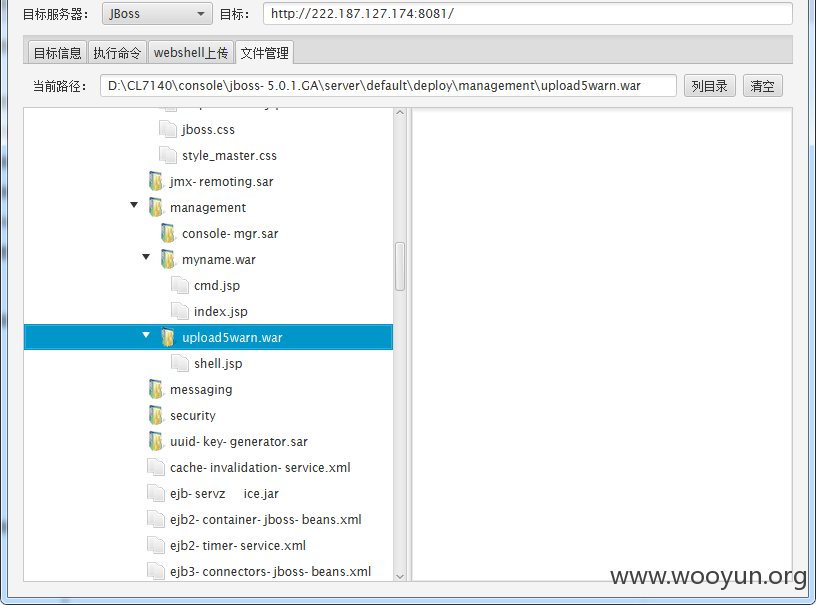 目标服务器： JBoss 目标： http://222.187.127.174:8081/
目标信息 执行命令 webshell上传 文件管理
当前路径： D:\CL7140\console\jboss-5.0.1.GA\server\default\deploy\management\upload5warn.war 列目录 清空
jboss.css
style_master.css
jmx-remoting.sar
management
console-mgr.sar
myname.war
cmd.jsp
index.jsp
upload5warn.war
shell.jsp
messaging
security
uuid-key-generator.sar
cache-invalidation-service.xml
ejb-servz ice.jar
ejb2-container-jboss-beans.xml
ejb2-timer-service.xml
ejb3-connectors-jboss-beans.xml
www.wooyun.org